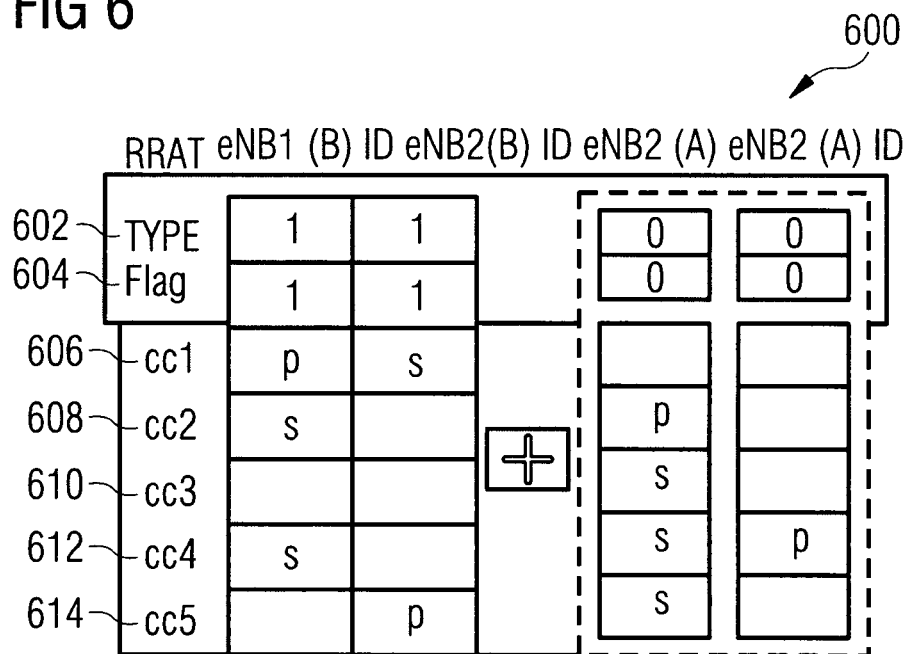 FIG 6
600
RRAT eNB1 (B) ID eNB2(B) ID eNB2 (A) eNB2 (A) ID
602 TYPE 1 1 0 0
604 Flag 1 1 0 0
606 cc1 p s
608 cc2 s p
+
610 cc3 s
612 cc4 s s p
614 cc5 p s